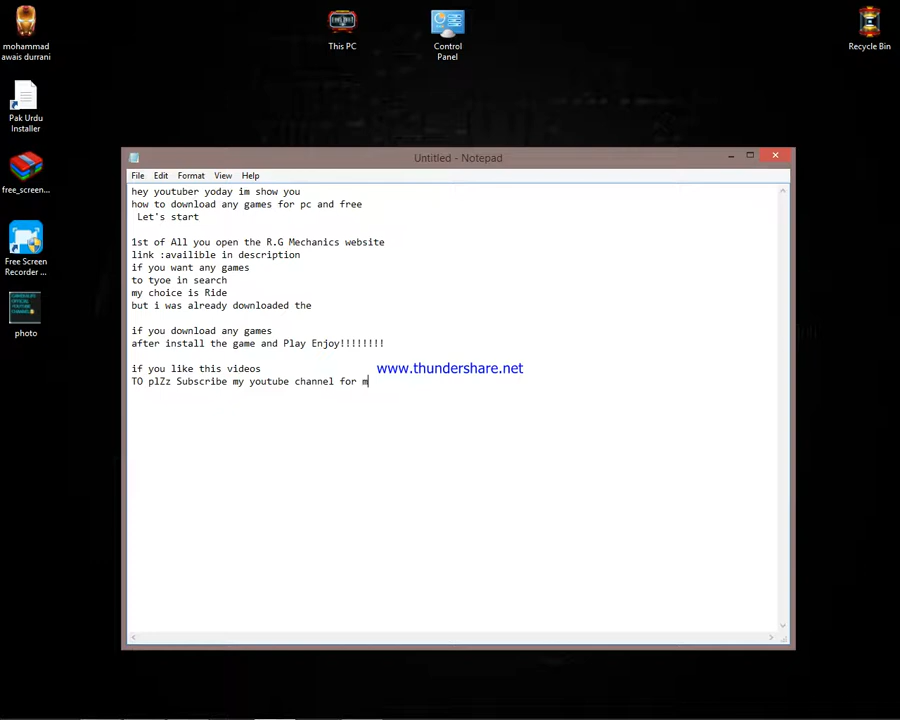 mohammad
awais durrani
This PC
Control
Panel
Recycle Bin
Pak Urdu
Installer
free_screen...
Free Screen
Recorder ...
photo
Untitled - Notepad
File Edit Format View Help
hey youtuber yoday im show you
how to download any games for pc and free
Let's start
1st of All you open the R.G Mechanics website
link :availible in description
if you want any games
to tyoe in search
my choice is Ride
but i was already downloaded the
if you download any games
after install the game and Play Enjoy!!!!!!!!
if you like this videos
TO plZz Subscribe my youtube channel for m
www.thundershare.net